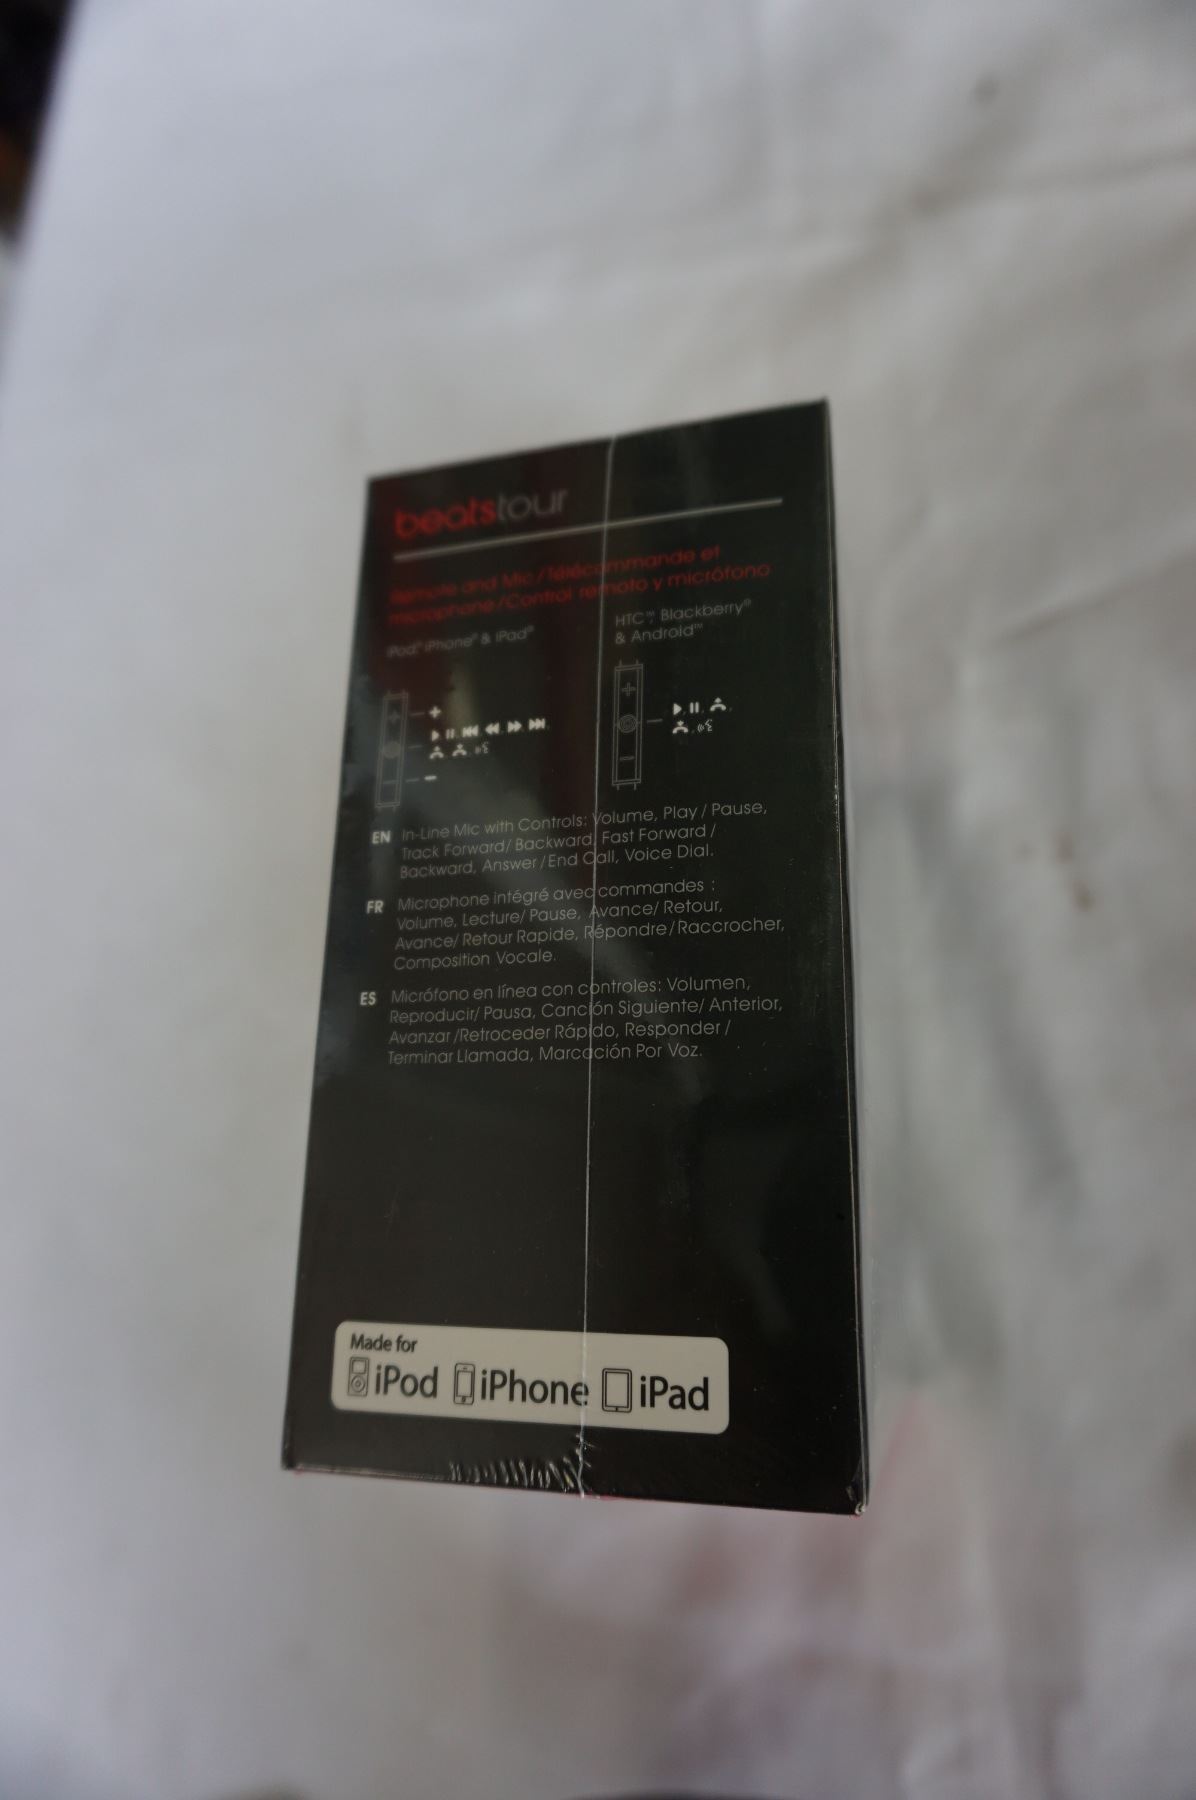 beatstour
Remote and Mic/Télécommande et
microphone/Control remoto y micrófono
iPod® iPhone® & iPad®
HTC™, Blackberry®
& Android™
EN In-Line Mic with Controls: Volume, Play / Pause,
Track Forward/ Backward, Fast Forward /
Backward, Answer / End Call, Voice Dial.
FR Microphone intégré avec commandes :
Volume, Lecture/ Pause, Avance/ Retour,
Avance/ Retour Rapide, Répondre/ Raccrocher,
Composition Vocale.
ES Micrófono en línea con controles: Volumen,
Reproducir/ Pausa, Canción Siguiente/ Anterior,
Avanzar /Retroceder Rápido, Responder /
Terminar Llamada, Marcación Por Voz.
Made for
iPod iPhone iPad